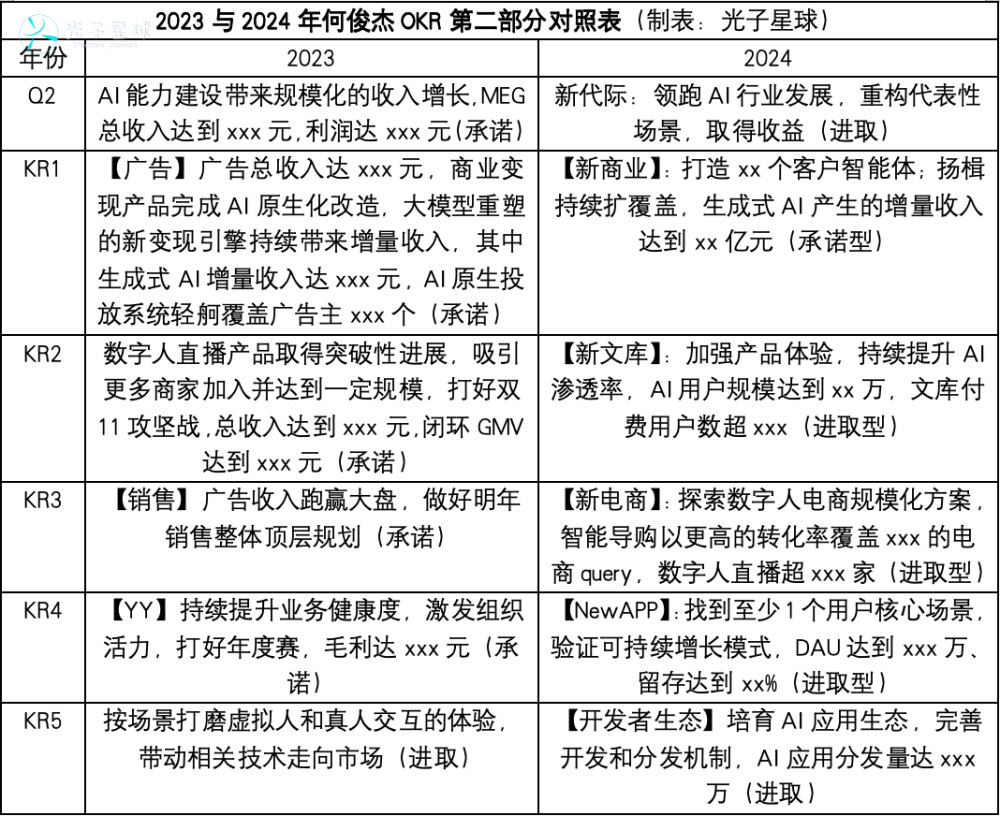 2023 与 2024 年何俊杰 OKR 第二部分对照表（制表：光子星球）
光子星球
年份
2023
2024
Q2
AI 能力建设带来规模化的收入增长,MEG
总收入达到 xxx 元,利润达 xxx 元(承诺)
新代际：领跑 AI 行业发展，重构代表性
场景，取得收益（进取）
KR1
【广告】广告总收入达 xxx 元，商业变
现产品完成 AI 原生化改造，大模型重塑
的新变现引擎持续带来增量收入，其中
生成式 AI 增量收入达 xxx 元，AI 原生投
放系统轻舸覆盖广告主 xxx 个（承诺）
【新商业】：打造 xx 个客户智能体；扬楫
持续扩覆盖，生成式 AI 产生的增量收入
达到 xx 亿元（承诺型）
KR2
数字人直播产品取得突破性进展，吸引
更多商家加入并达到一定规模，打好双
11 攻坚战,总收入达到 xxx 元,闭环 GMV
达到 xxx 元（承诺）
【新文库】：加强产品体验，持续提升 AI
渗透率，AI 用户规模达到 xx 万，文库付
费用户数超 xxx（进取型）
KR3
【销售】广告收入跑赢大盘，做好明年
销售整体顶层规划（承诺）
【新电商】：探索数字人电商规模化方案，
智能导购以更高的转化率覆盖 xxx 的电
商 query，数字人直播超 xxx 家（进取型）
KR4
【YY】持续提升业务健康度，激发组织
活力，打好年度赛，毛利达 xxx 元（承
诺）
【NewAPP】：找到至少 1 个用户核心场景，
验证可持续增长模式，DAU 达到 xxx 万、
留存达到 xx%（进取型）
KR5
按场景打磨虚拟人和真人交互的体验，
带动相关技术走向市场（进取）
【开发者生态】培育 AI 应用生态，完善
开发和分发机制，AI 应用分发量达 xxx
万（进取）